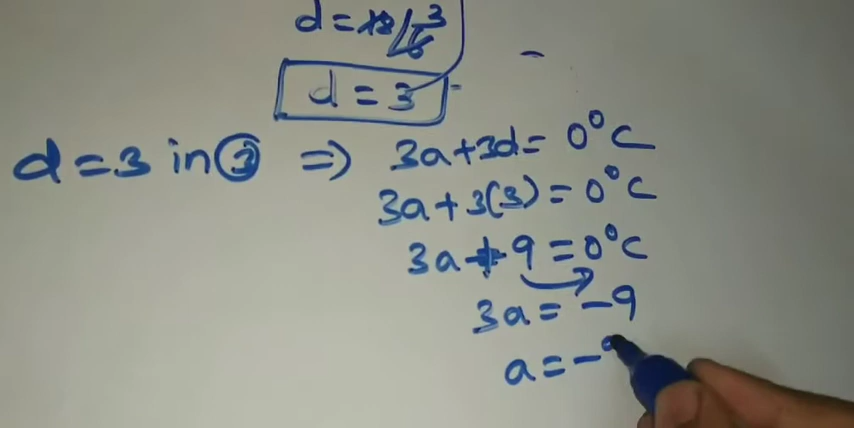 d = 18/6 3
d = 3
d = 3 in ③ ⇒ 3a + 3d = 0°C
3a + 3(3) = 0°C
3a + 9 = 0°C
3a = -9
a = -9